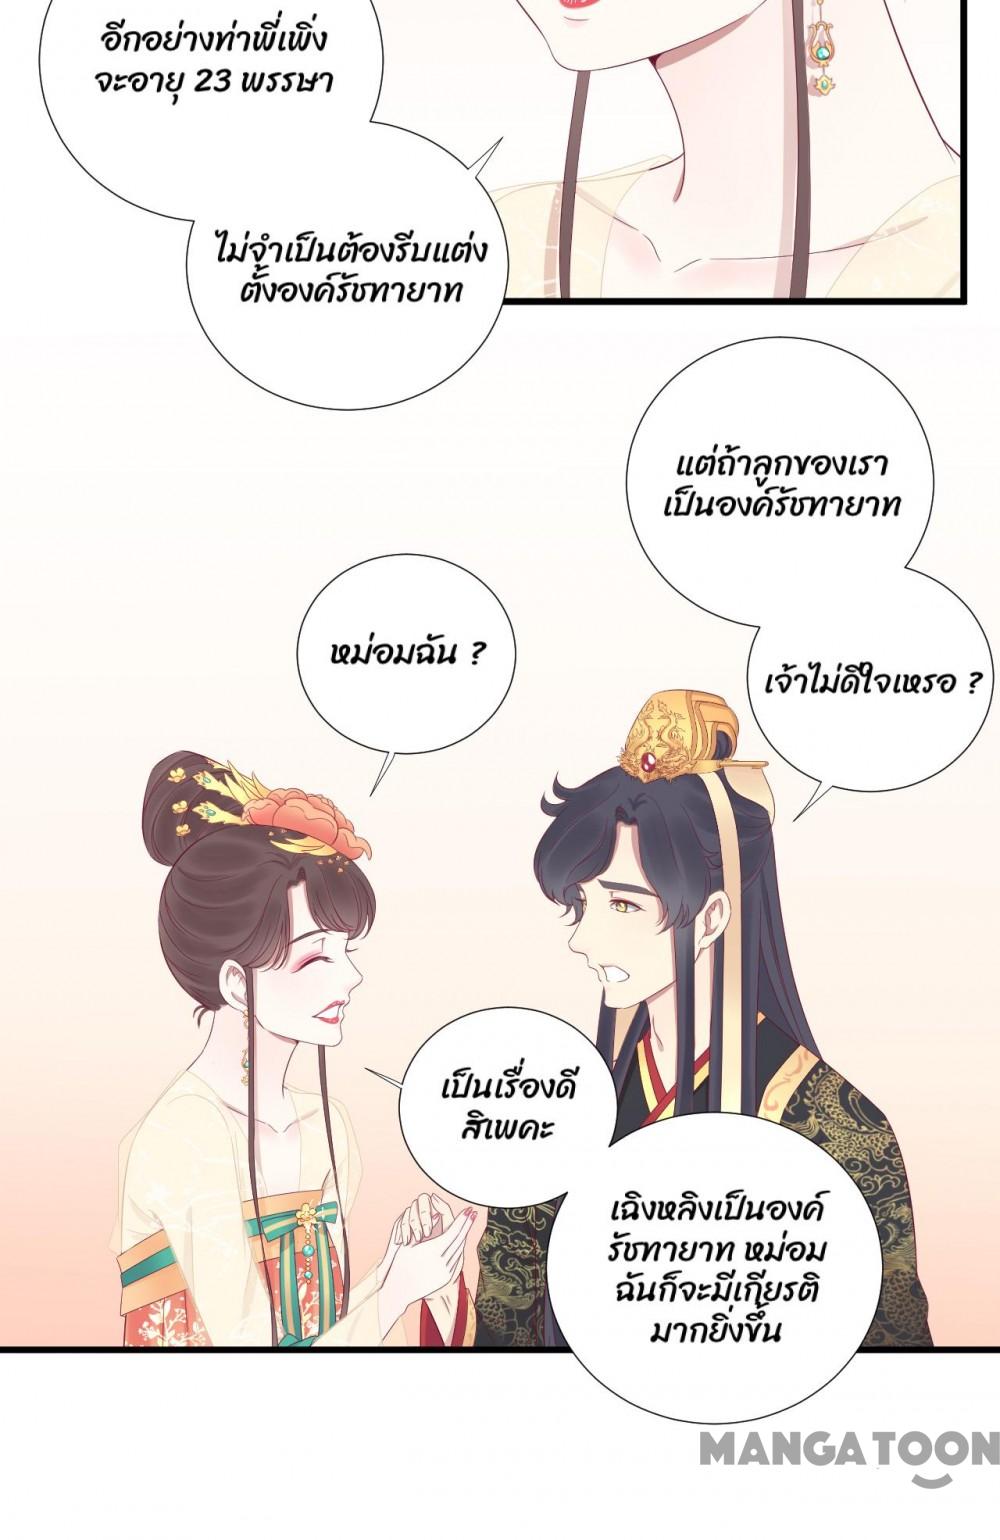 อีกอย่างท่าพี่เพิ่ง
จะอายุ 23 พรรษา
ไม่จำเป็นต้องรีบแต่ง
ตั้งองค์รัชทายาท
แต่ถ้าลูกของเรา
เป็นองค์รัชทายาท
เจ้าไม่ดีใจเหรอ ?
หม่อมฉัน ?
เป็นเรื่องดี
สิเพคะ
เฉิงหลิงเป็นองค์
รัชทายาท หม่อม
ฉันก็จะมีเกียรติ
มากยิ่งขึ้น
MANGATOON